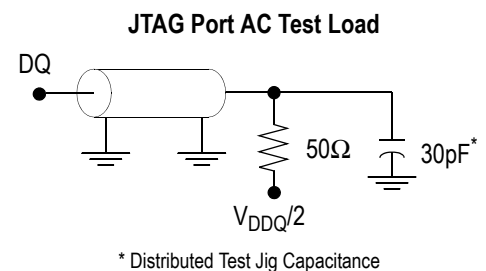 JTAG Port AC Test Load
DQ
50Ω
30pF*
VDDQ/2
* Distributed Test Jig Capacitance